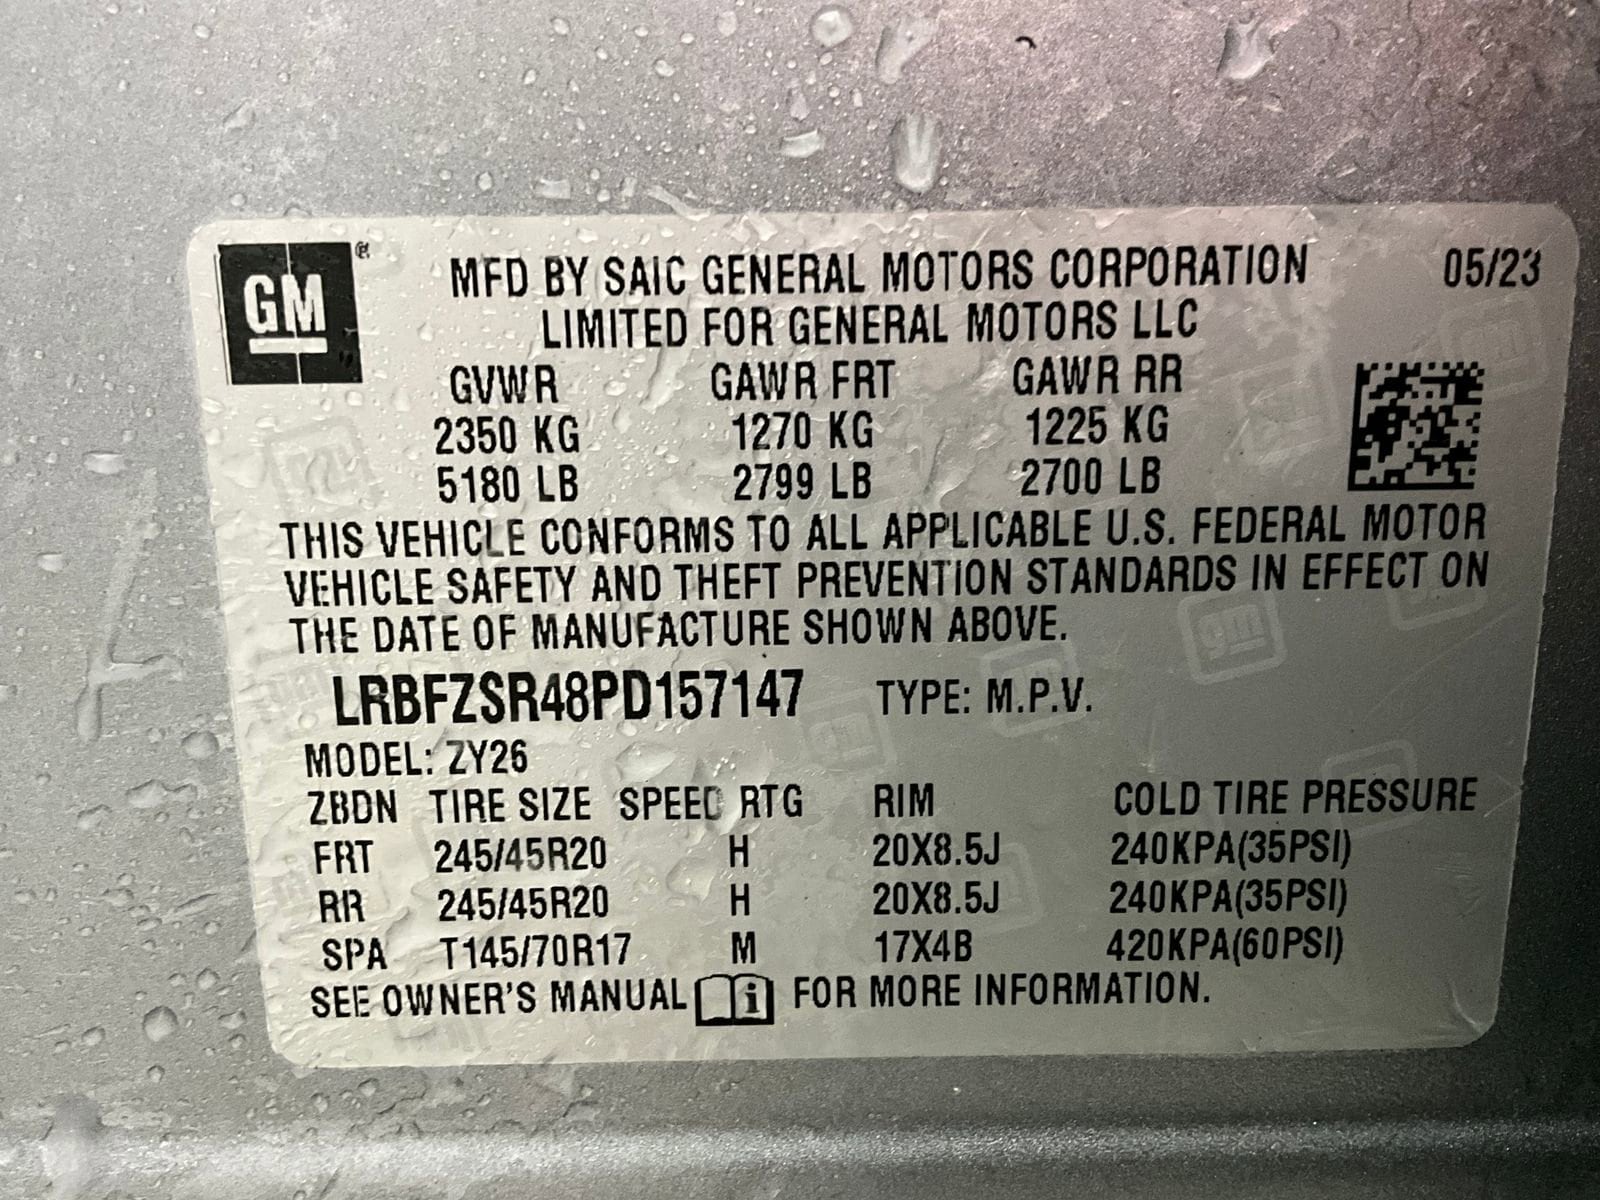 GM ®
MFD BY SAIC GENERAL MOTORS CORPORATION 05/23
LIMITED FOR GENERAL MOTORS LLC
GVWR GAWR FRT GAWR RR
2350 KG 1270 KG 1225 KG
5180 LB 2799 LB 2700 LB
THIS VEHICLE CONFORMS TO ALL APPLICABLE U.S. FEDERAL MOTOR
VEHICLE SAFETY AND THEFT PREVENTION STANDARDS IN EFFECT ON
THE DATE OF MANUFACTURE SHOWN ABOVE.
LRBFZSR48PD157147 TYPE: M.P.V.
MODEL: ZY26
ZBDN TIRE SIZE SPEED RTG RIM COLD TIRE PRESSURE
FRT 245/45R20 H 20X8.5J 240KPA(35PSI)
RR 245/45R20 H 20X8.5J 240KPA(35PSI)
SPA T145/70R17 M 17X4B 420KPA(60PSI)
SEE OWNER'S MANUAL i FOR MORE INFORMATION.